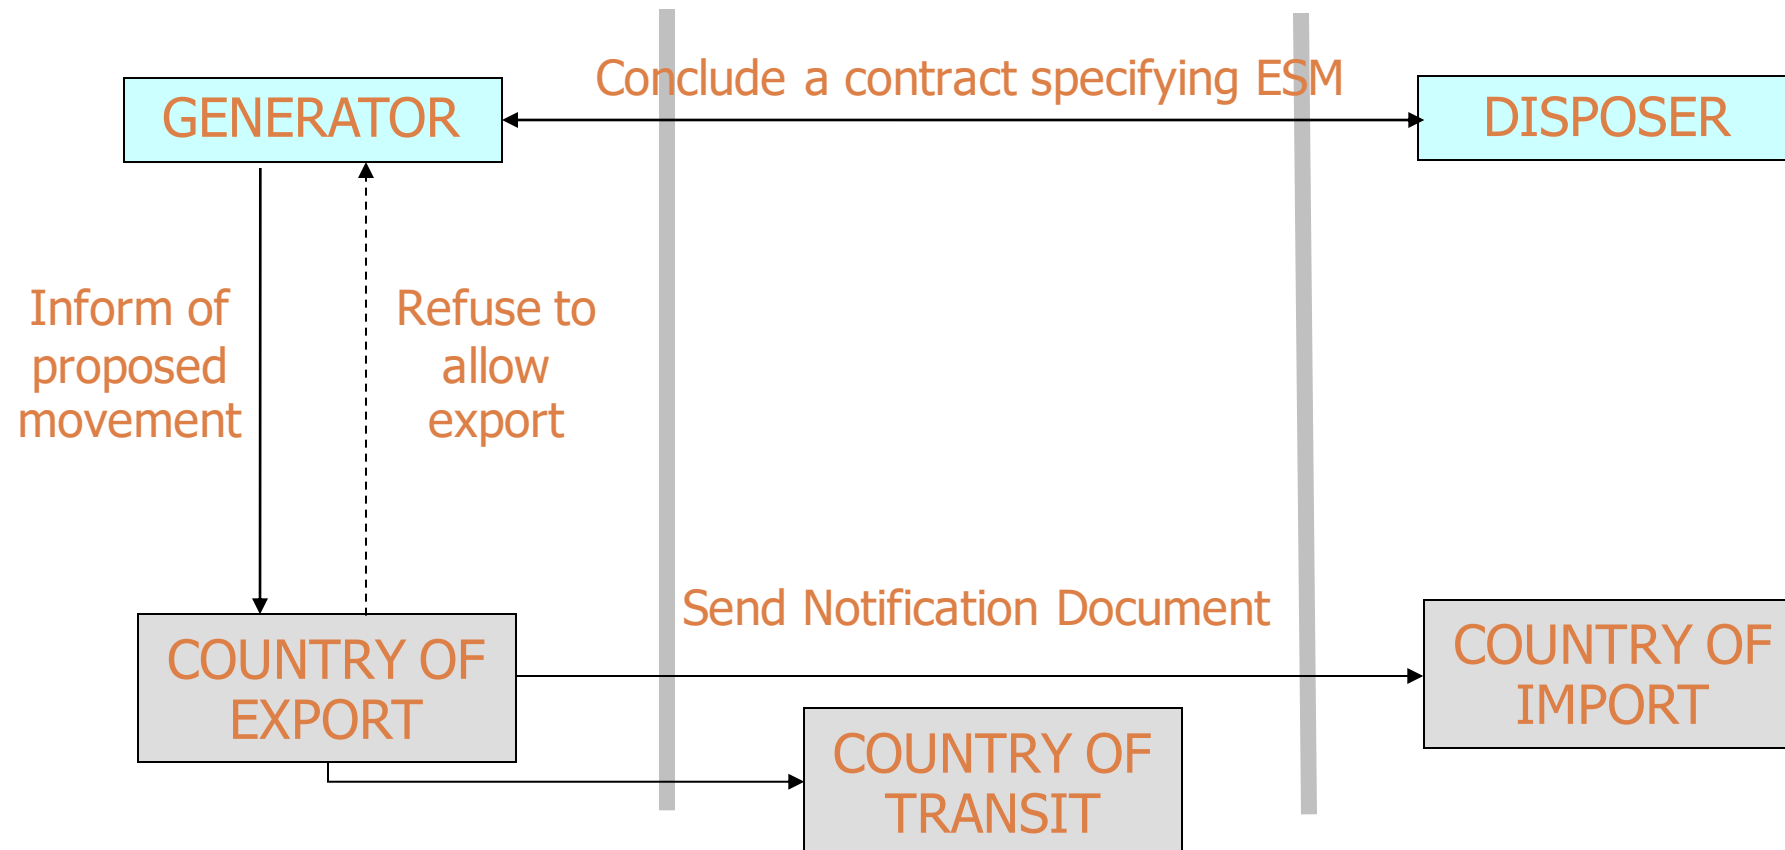 Conclude a contract specifying ESM
GENERATOR
DISPOSER
Inform of
proposed
movement
Refuse to
allow
export
Send Notification Document
COUNTRY OF
EXPORT
COUNTRY OF
IMPORT
COUNTRY OF
TRANSIT